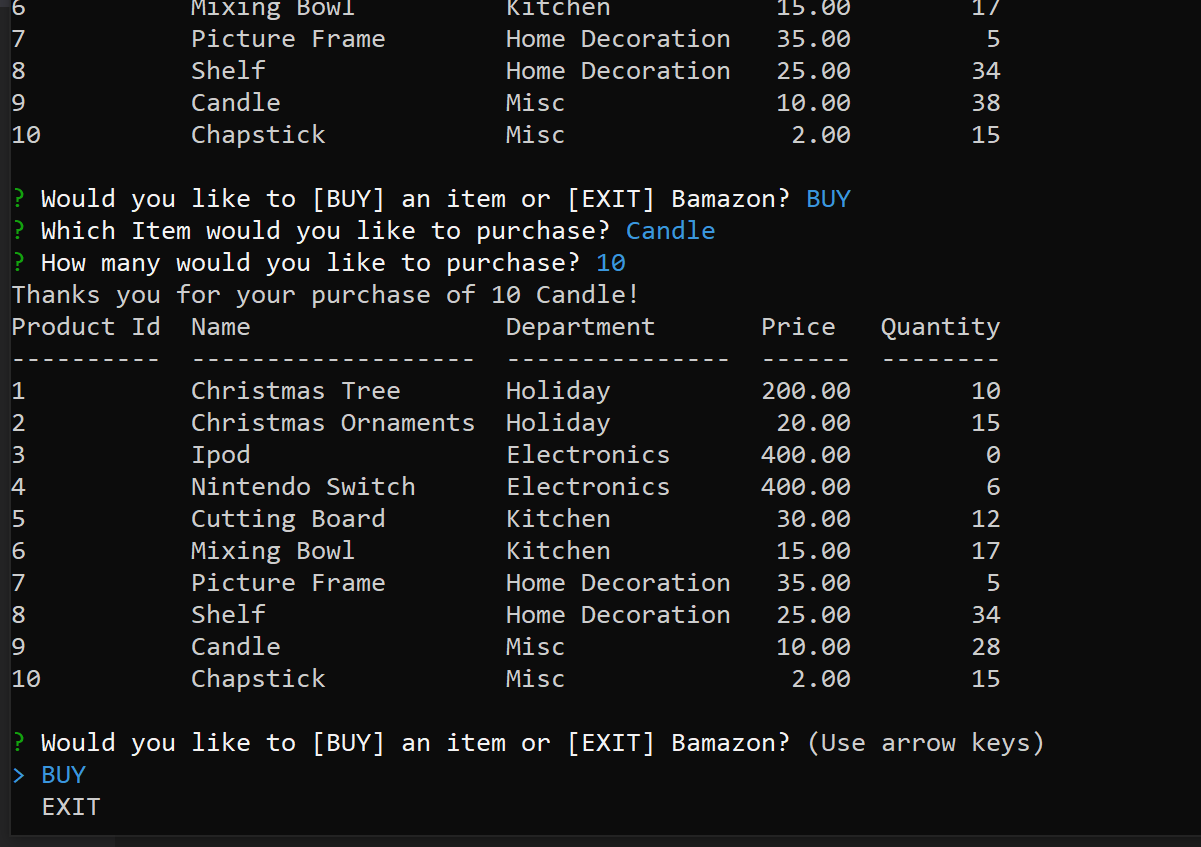 6           Mixing Bowl          Kitchen           15.00        17
7           Picture Frame        Home Decoration   35.00         5
8           Shelf                Home Decoration   25.00        34
9           Candle               Misc              10.00        38
10          Chapstick            Misc               2.00        15
? Would you like to [BUY] an item or [EXIT] Bamazon? BUY
? Which Item would you like to purchase? Candle
? How many would you like to purchase? 10
Thanks you for your purchase of 10 Candle!
Product Id  Name                 Department       Price   Quantity
----------  -------------------  ---------------  ------  --------
1           Christmas Tree       Holiday          200.00        10
2           Christmas Ornaments  Holiday           20.00        15
3           Ipod                 Electronics      400.00         0
4           Nintendo Switch      Electronics      400.00         6
5           Cutting Board        Kitchen           30.00        12
6           Mixing Bowl          Kitchen           15.00        17
7           Picture Frame        Home Decoration   35.00         5
8           Shelf                Home Decoration   25.00        34
9           Candle               Misc              10.00        28
10          Chapstick            Misc               2.00        15
? Would you like to [BUY] an item or [EXIT] Bamazon? (Use arrow keys)
> BUY
  EXIT